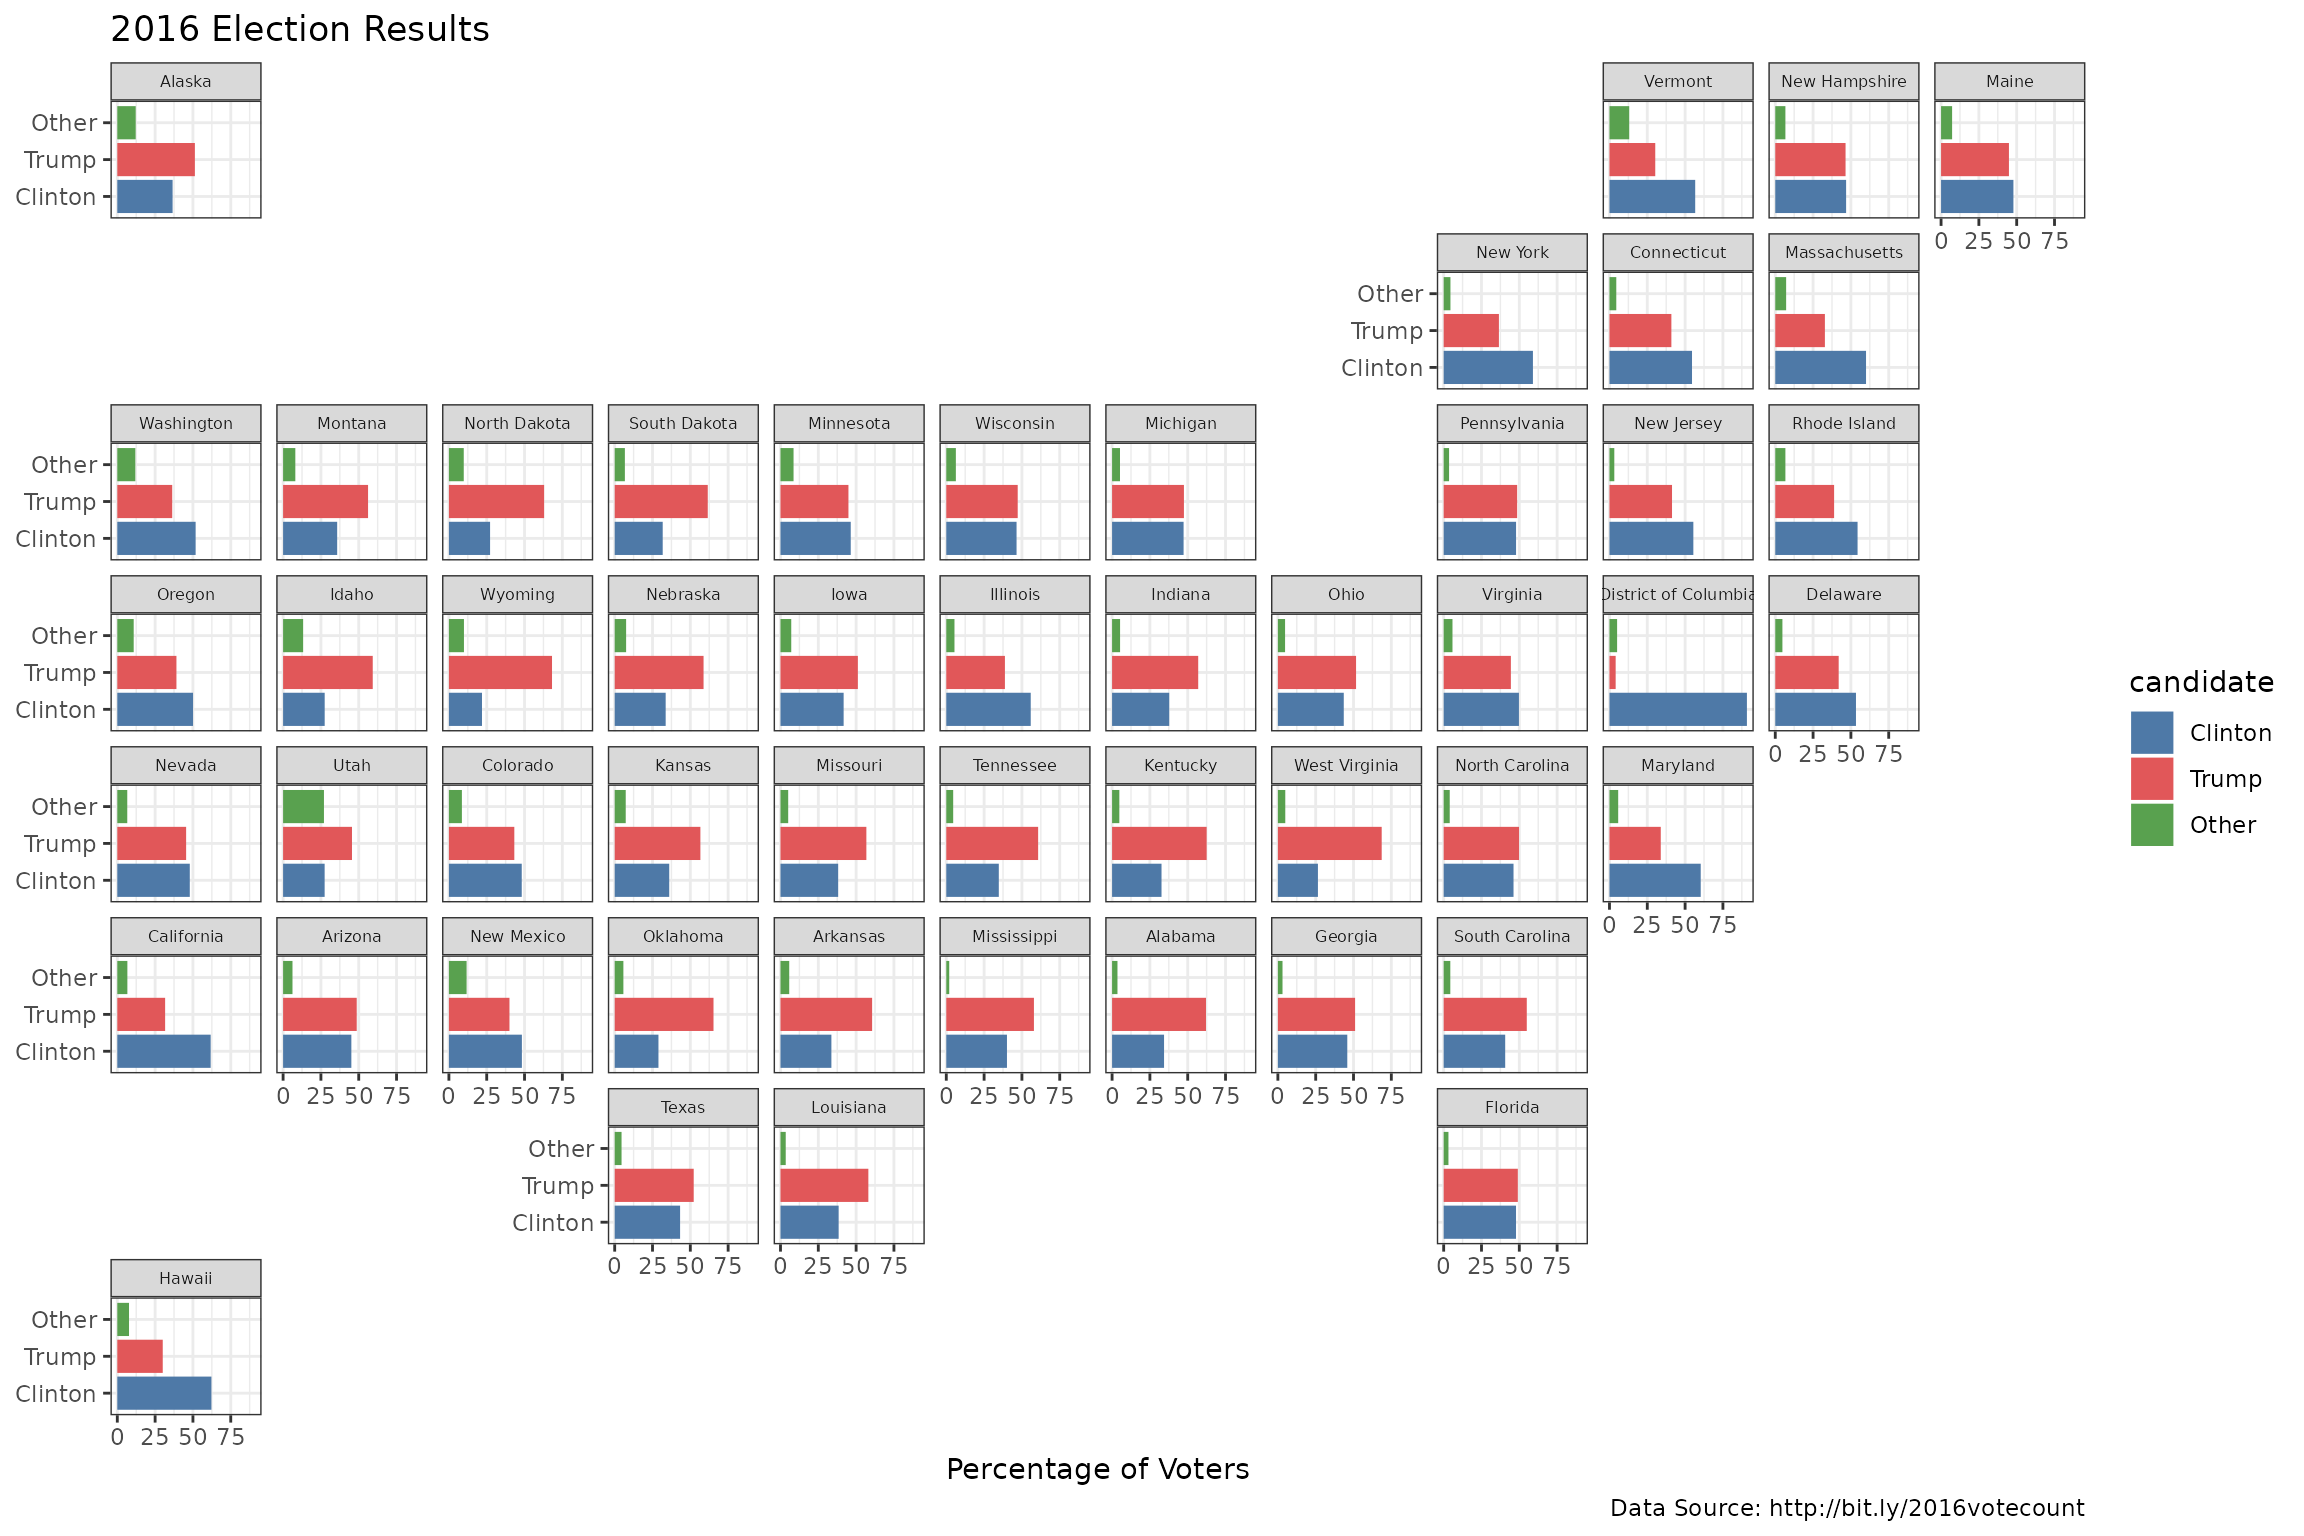 2016 Election Results
Alaska
Vermont
New Hampshire
Maine
Other
Trump
Clinton
0 25 50 75
New York
Connecticut
Massachusetts
Other
Trump
Clinton
Washington
Montana
North Dakota
South Dakota
Minnesota
Wisconsin
Michigan
Pennsylvania
New Jersey
Rhode Island
Other
Trump
Clinton
Oregon
Idaho
Wyoming
Nebraska
Iowa
Illinois
Indiana
Ohio
Virginia
District of Columbia
Delaware
Other
Trump
Clinton
0 25 50 75
Nevada
Utah
Colorado
Kansas
Missouri
Tennessee
Kentucky
West Virginia
North Carolina
Maryland
Other
Trump
Clinton
0 25 50 75
California
Arizona
New Mexico
Oklahoma
Arkansas
Mississippi
Alabama
Georgia
South Carolina
Other
Trump
Clinton
0 25 50 75
0 25 50 75
0 25 50 75
0 25 50 75
0 25 50 75
Texas
Louisiana
Florida
Other
Trump
Clinton
0 25 50 75
0 25 50 75
0 25 50 75
Hawaii
Other
Trump
Clinton
0 25 50 75
Percentage of Voters
candidate
Clinton
Trump
Other
Data Source: http://bit.ly/2016votecount